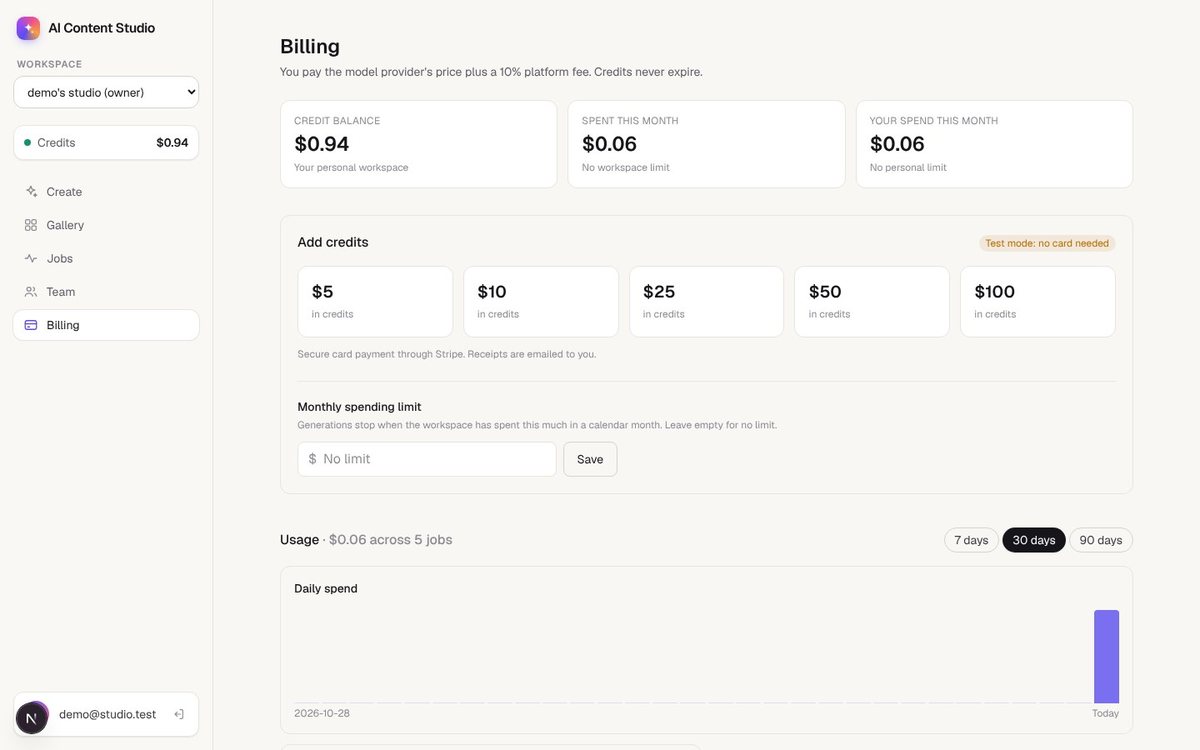 AI Content Studio
WORKSPACE
demo's studio (owner)
Credits $0.94
Create
Gallery
Jobs
Team
Billing
N demo@studio.test
Billing
You pay the model provider's price plus a 10% platform fee. Credits never expire.
CREDIT BALANCE
$0.94
Your personal workspace
SPENT THIS MONTH
$0.06
No workspace limit
YOUR SPEND THIS MONTH
$0.06
No personal limit
Add credits
Test mode: no card needed
$5
in credits
$10
in credits
$25
in credits
$50
in credits
$100
in credits
Secure card payment through Stripe. Receipts are emailed to you.
Monthly spending limit
Generations stop when the workspace has spent this much in a calendar month. Leave empty for no limit.
$ No limit
Save
Usage · $0.06 across 5 jobs
7 days
30 days
90 days
Daily spend
2026-10-28
Today